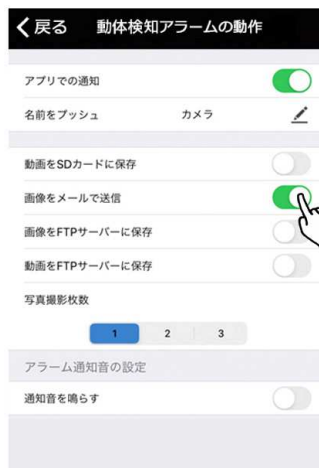 戻る 動体検知アラームの動作
アプリでの通知
名前をプッシュ カメラ
動画をSDカードに保存
画像をメールで送信
画像をFTPサーバーに保存
動画をFTPサーバーに保存
写真撮影枚数
1 2 3
アラーム通知音の設定
通知音を鳴らす